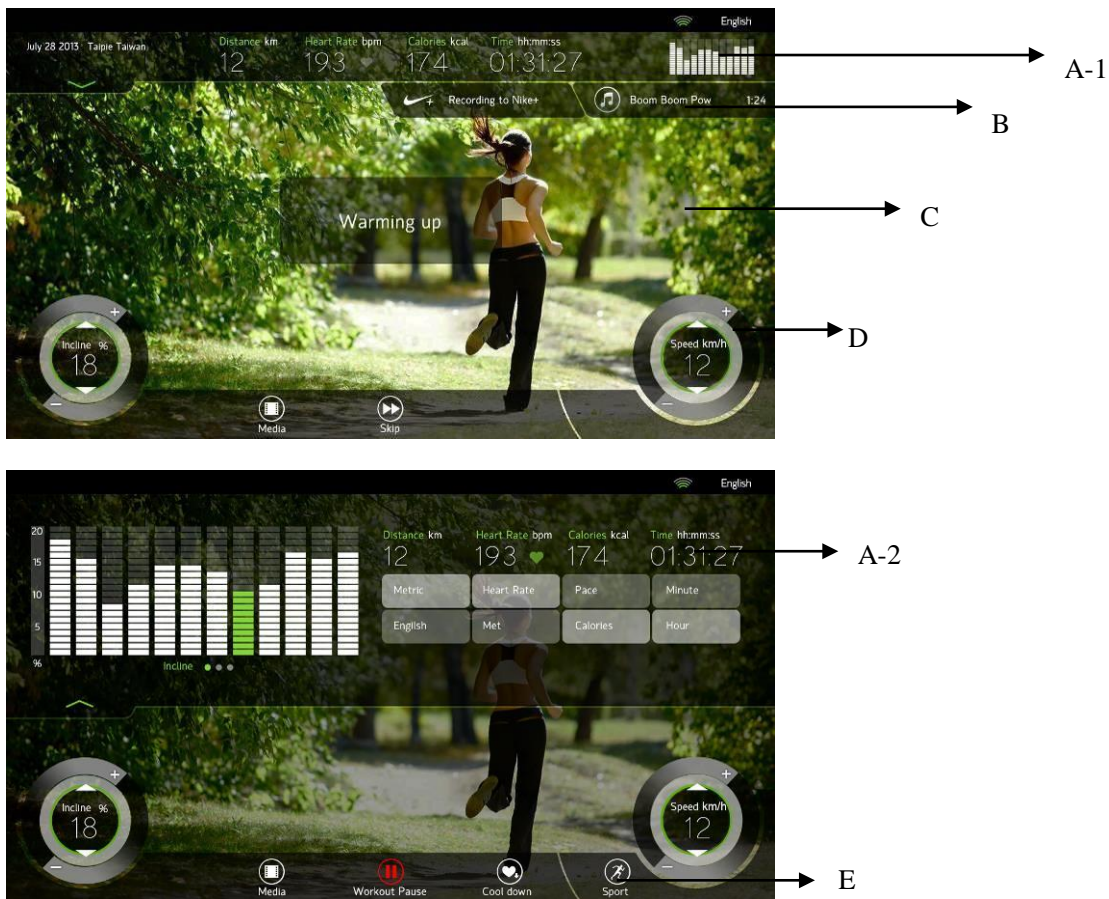 English
July 28 2013 Taipie Taiwan
Distance km Heart Rate bpm Calories kcal Time hh:mm:ss
12 193 174 01:31:27
A-1
Recording to Nike+ Boom Boom Pow 1:24
B
Warming up
C
D
Incline %
18
Speed km/h
12
+ − + −
Media Skip
English
20
15
10
5
%
Incline
Distance km Heart Rate bpm Calories kcal Time hh:mm:ss
12 193 174 01:31:27
A-2
Metric Heart Rate Pace Minute
English Met Calories Hour
Incline %
18
Speed km/h
12
+ − + −
Media Workout Pause Cool down Sport
E